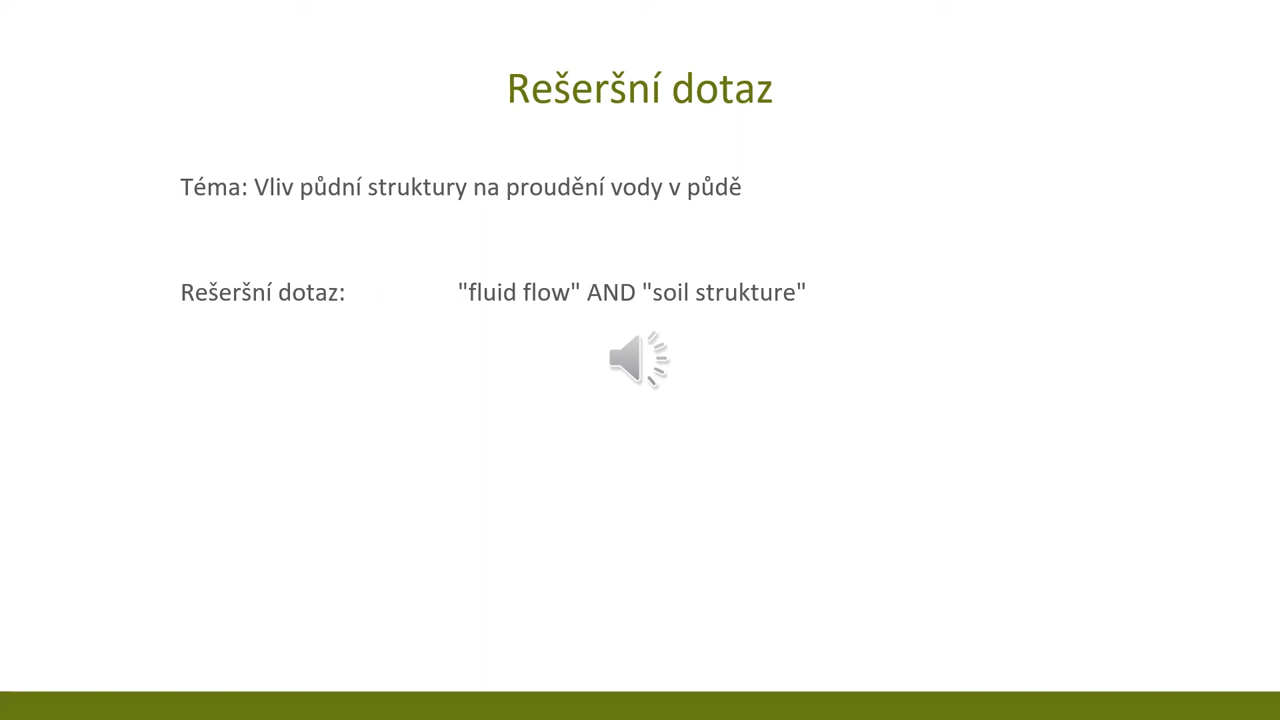 Rešeršní dotaz
Téma: Vliv půdní struktury na proudění vody v půdě
Rešeršní dotaz: "fluid flow" AND "soil strukture"